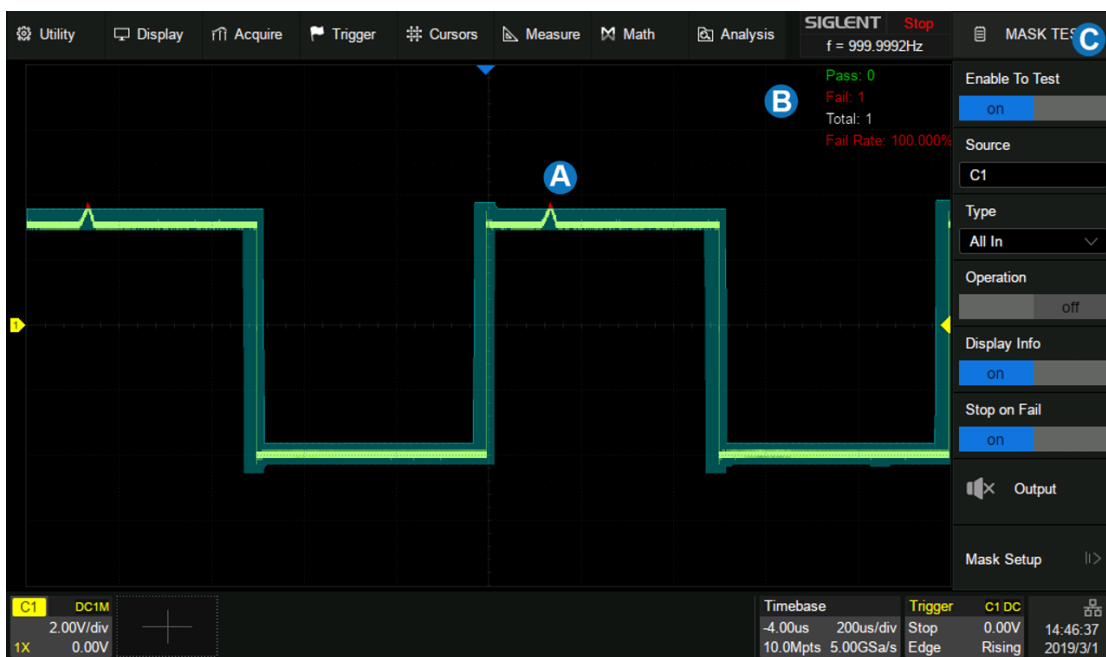 Utility Display Acquire Trigger Cursors Measure Math Analysis
SIGLENT Stop
f = 999.9992Hz
MASK TES
C
Pass: 0
Fail: 1
Total: 1
Fail Rate: 100.000%
B
A
1
Enable To Test
on
Source
C1
Type
All In
Operation
off
Display Info
on
Stop on Fail
on
Output
Mask Setup
C1 DC1M
2.00V/div
1X 0.00V
Timebase
-4.00us 200us/div
10.0Mpts 5.00GSa/s
Trigger C1 DC
Stop 0.00V
Edge Rising
14:46:37
2019/3/1